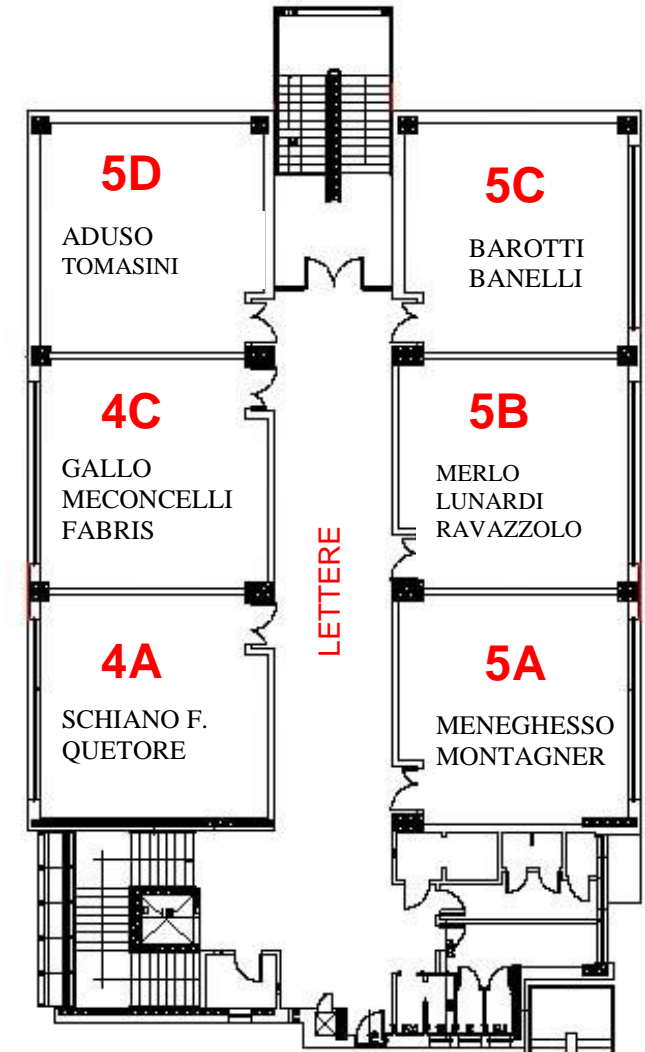 5D
ADUSO
TOMASINI
5C
BAROTTI
BANELLI
4C
GALLO
MECONCELLI
FABRIS
5B
MERLO
LUNARDI
RAVAZZOLO
LETTERE
4A
SCHIANO F.
QUETORE
5A
MENEGHESSO
MONTAGNER